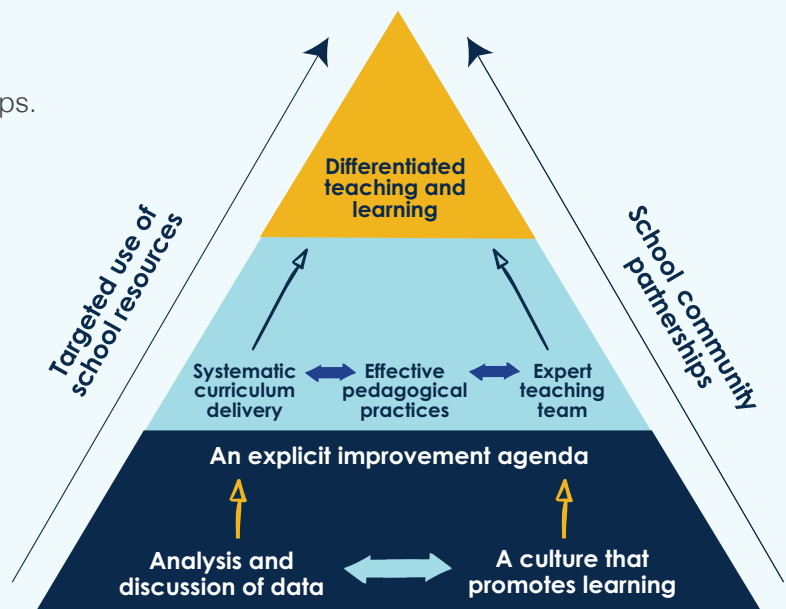 ps.
Differentiated
teaching and
learning
Targeted use of
school resources
School community
partnerships
Systematic
curriculum
delivery
Effective
pedagogical
practices
Expert
teaching
team
An explicit improvement agenda
Analysis and
discussion of data
A culture that
promotes learning